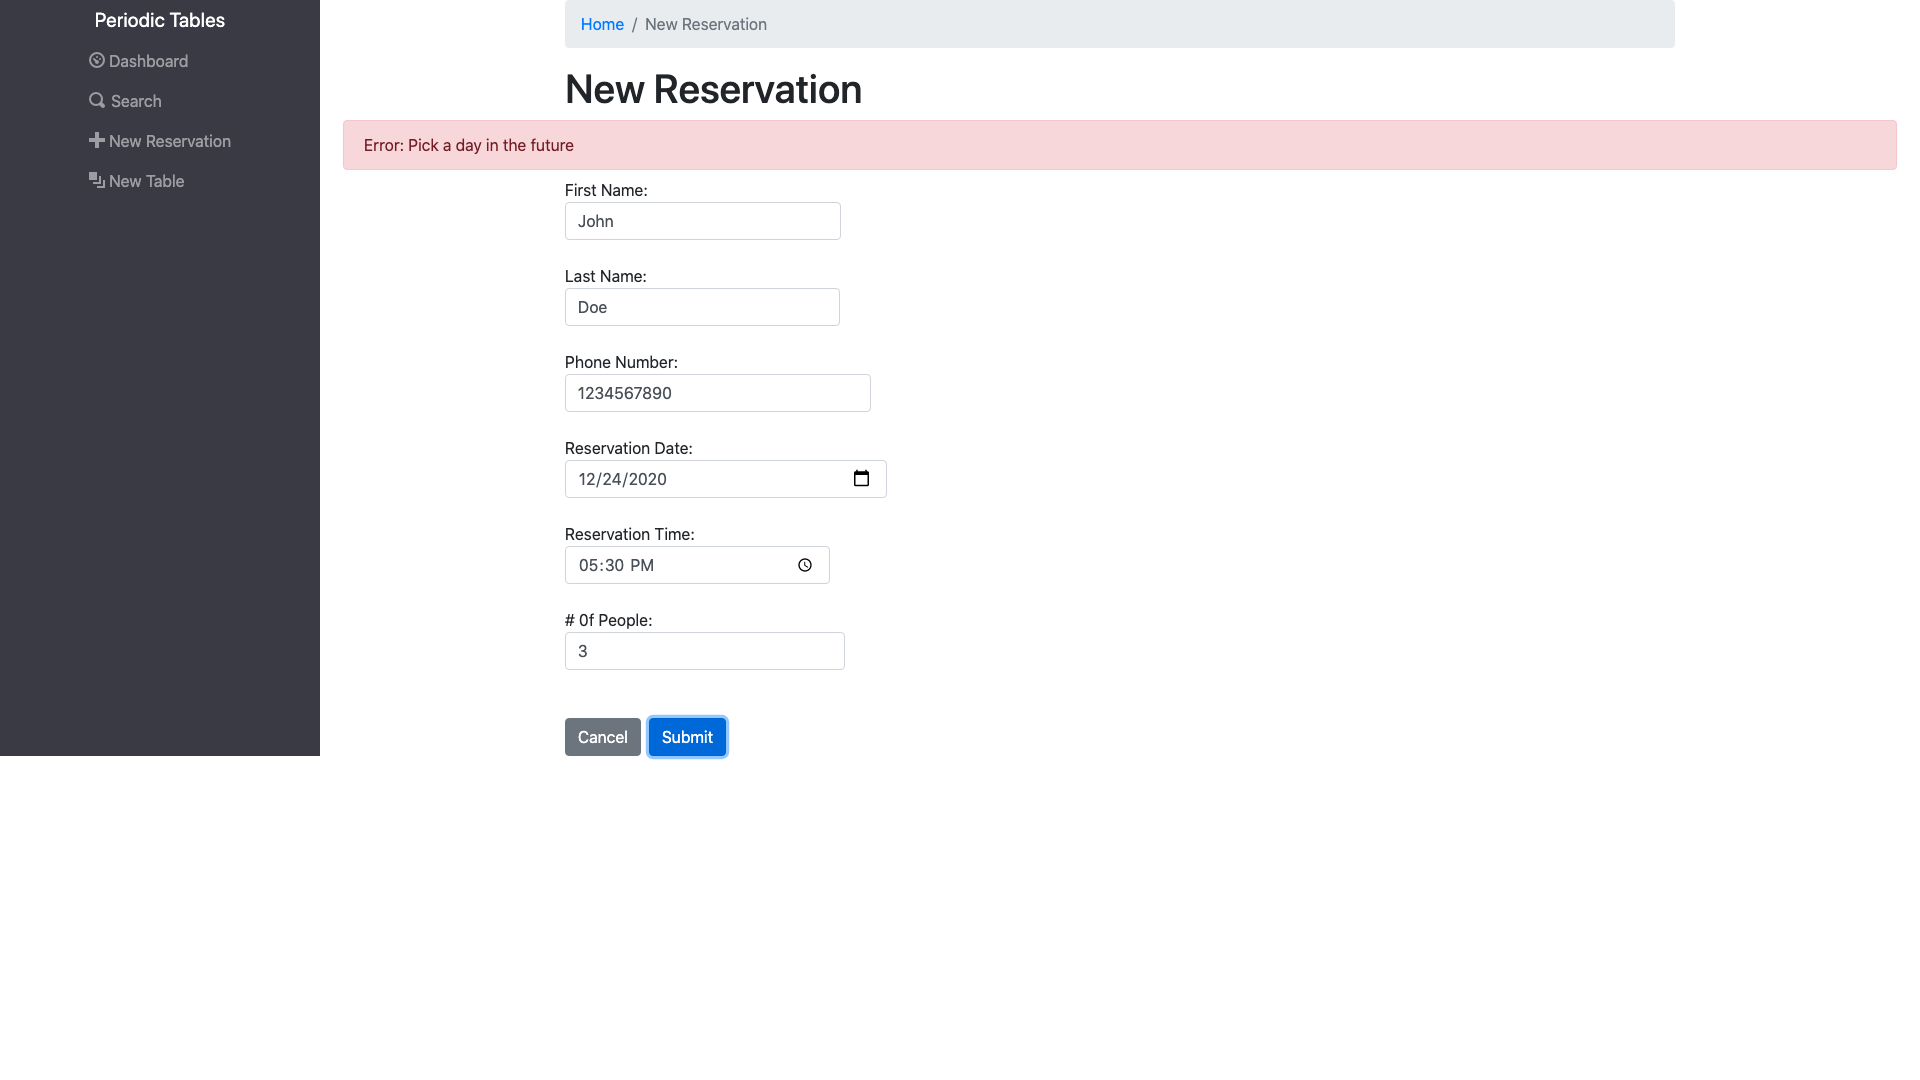 Periodic Tables
Dashboard
Search
New Reservation
New Table
Home / New Reservation
New Reservation
Error: Pick a day in the future
First Name:
John
Last Name:
Doe
Phone Number:
1234567890
Reservation Date:
12/24/2020
Reservation Time:
05:30 PM
# 0f People:
3
Cancel Submit